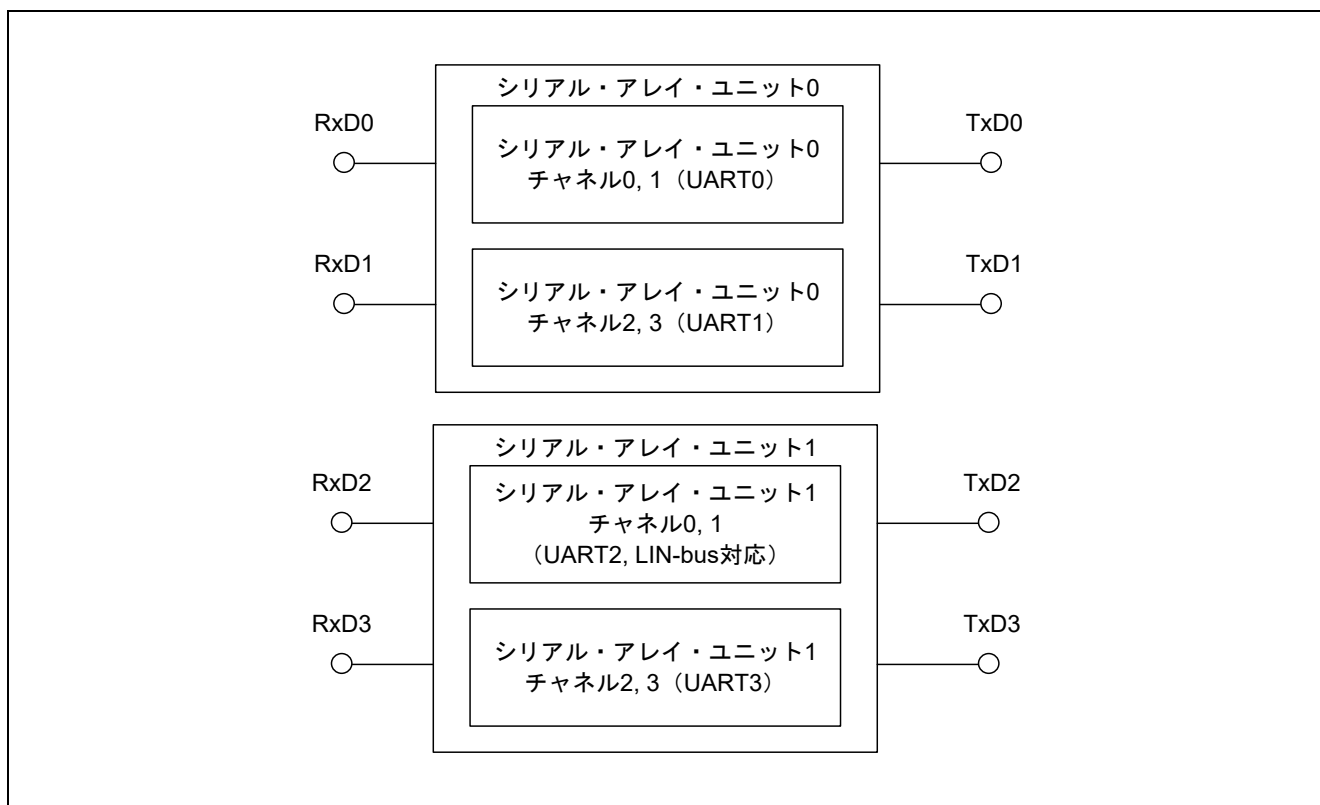 シリアル・アレイ・ユニット0
RxD0
シリアル・アレイ・ユニット0
チャネル0, 1（UART0）
TxD0
RxD1
シリアル・アレイ・ユニット0
チャネル2, 3（UART1）
TxD1
シリアル・アレイ・ユニット1
RxD2
シリアル・アレイ・ユニット1
チャネル0, 1
（UART2, LIN-bus対応）
TxD2
RxD3
シリアル・アレイ・ユニット1
チャネル2, 3（UART3）
TxD3